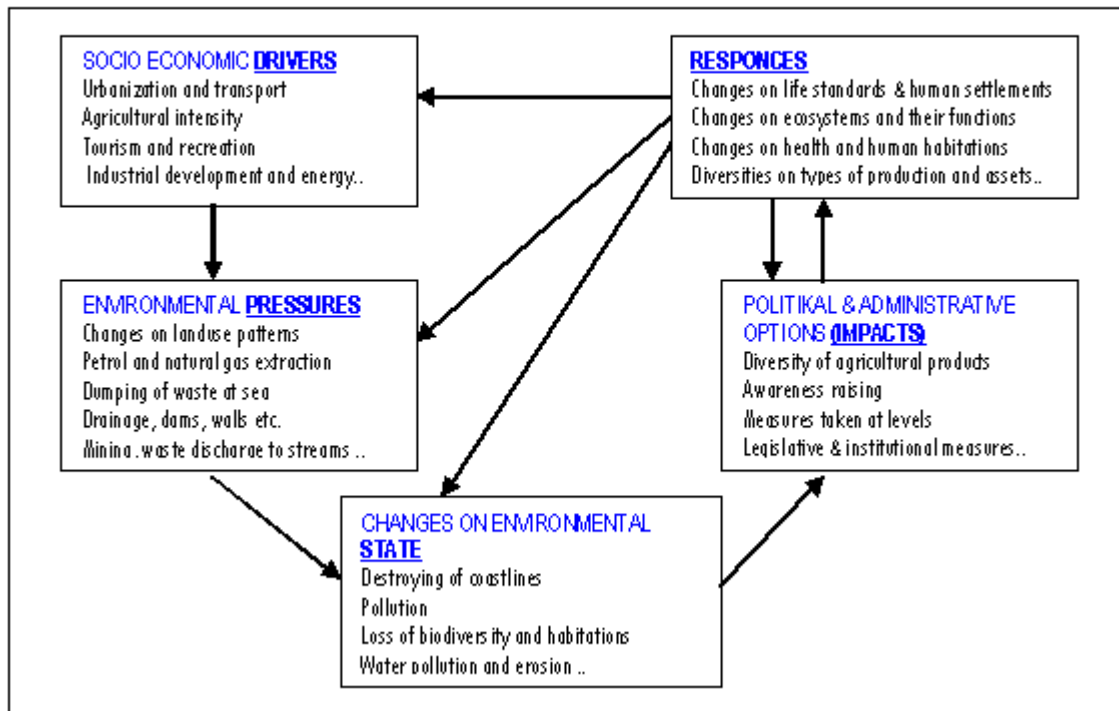 SOCIO ECONOMIC DRIVERS
Urbanization and transport
Agricultural intensity
Tourism and recreation
Industrial development and energy..
RESPONCES
Changes on life standards & human settlements
Changes on ecosystems and their functions
Changes on health and human habitations
Diversities on types of production and assets..
ENVIRONMENTAL PRESSURES
Changes on landuse patterns
Petrol and natural gas extraction
Dumping of waste at sea
Drainage, dams, walls etc.
Mining .waste discharge to streams ..
POLITIKAL & ADMINISTRATIVE
OPTIONS (IMPACTS)
Diversity of agricultural products
Awareness raising
Measures taken at levels
Legislative & institutional measures..
CHANGES ON ENVIRONMENTAL
STATE
Destroying of coastlines
Pollution
Loss of biodiversity and habitations
Water pollution and erosion ..